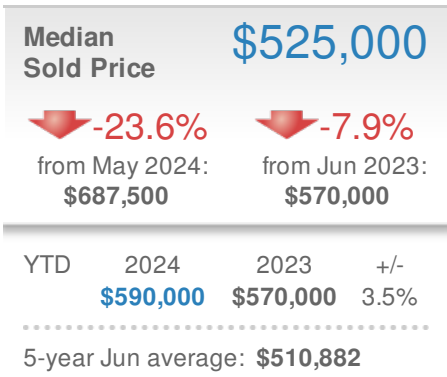 Median
Sold Price
$525,000
-23.6%
from May 2024:
$687,500
-7.9%
from Jun 2023:
$570,000
YTD 2024 2023 +/-
$590,000 $570,000 3.5%
5-year Jun average: $510,882